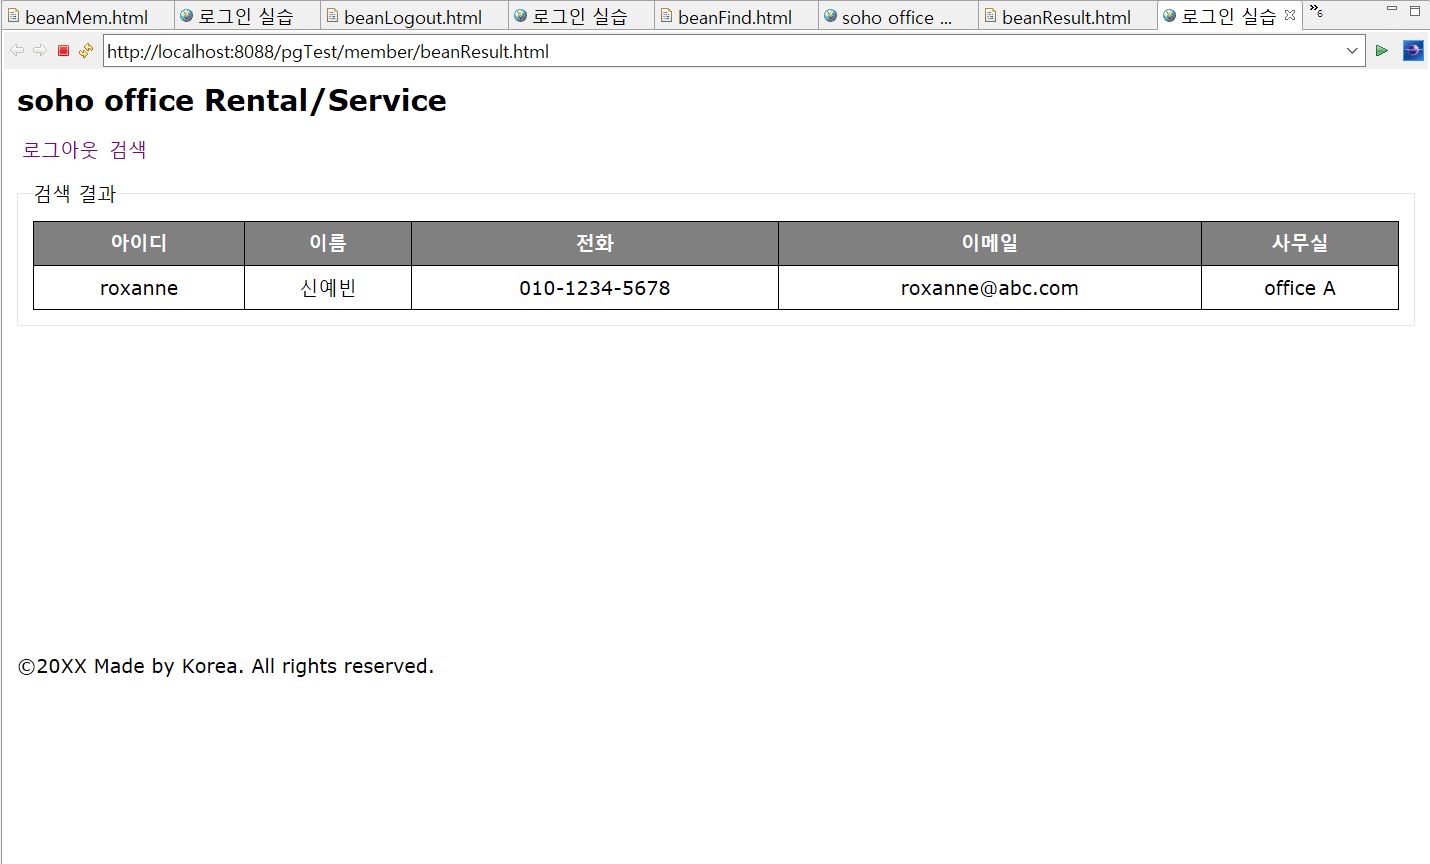 beanMem.html 로그인 실습 beanLogout.html 로그인 실습 beanFind.html soho office ... beanResult.html 로그인 실습 »6
http://localhost:8088/pgTest/member/beanResult.html
soho office Rental/Service
로그아웃 검색
검색 결과
아이디 이름 전화 이메일 사무실
roxanne 신예빈 010-1234-5678 roxanne@abc.com office A
©20XX Made by Korea. All rights reserved.